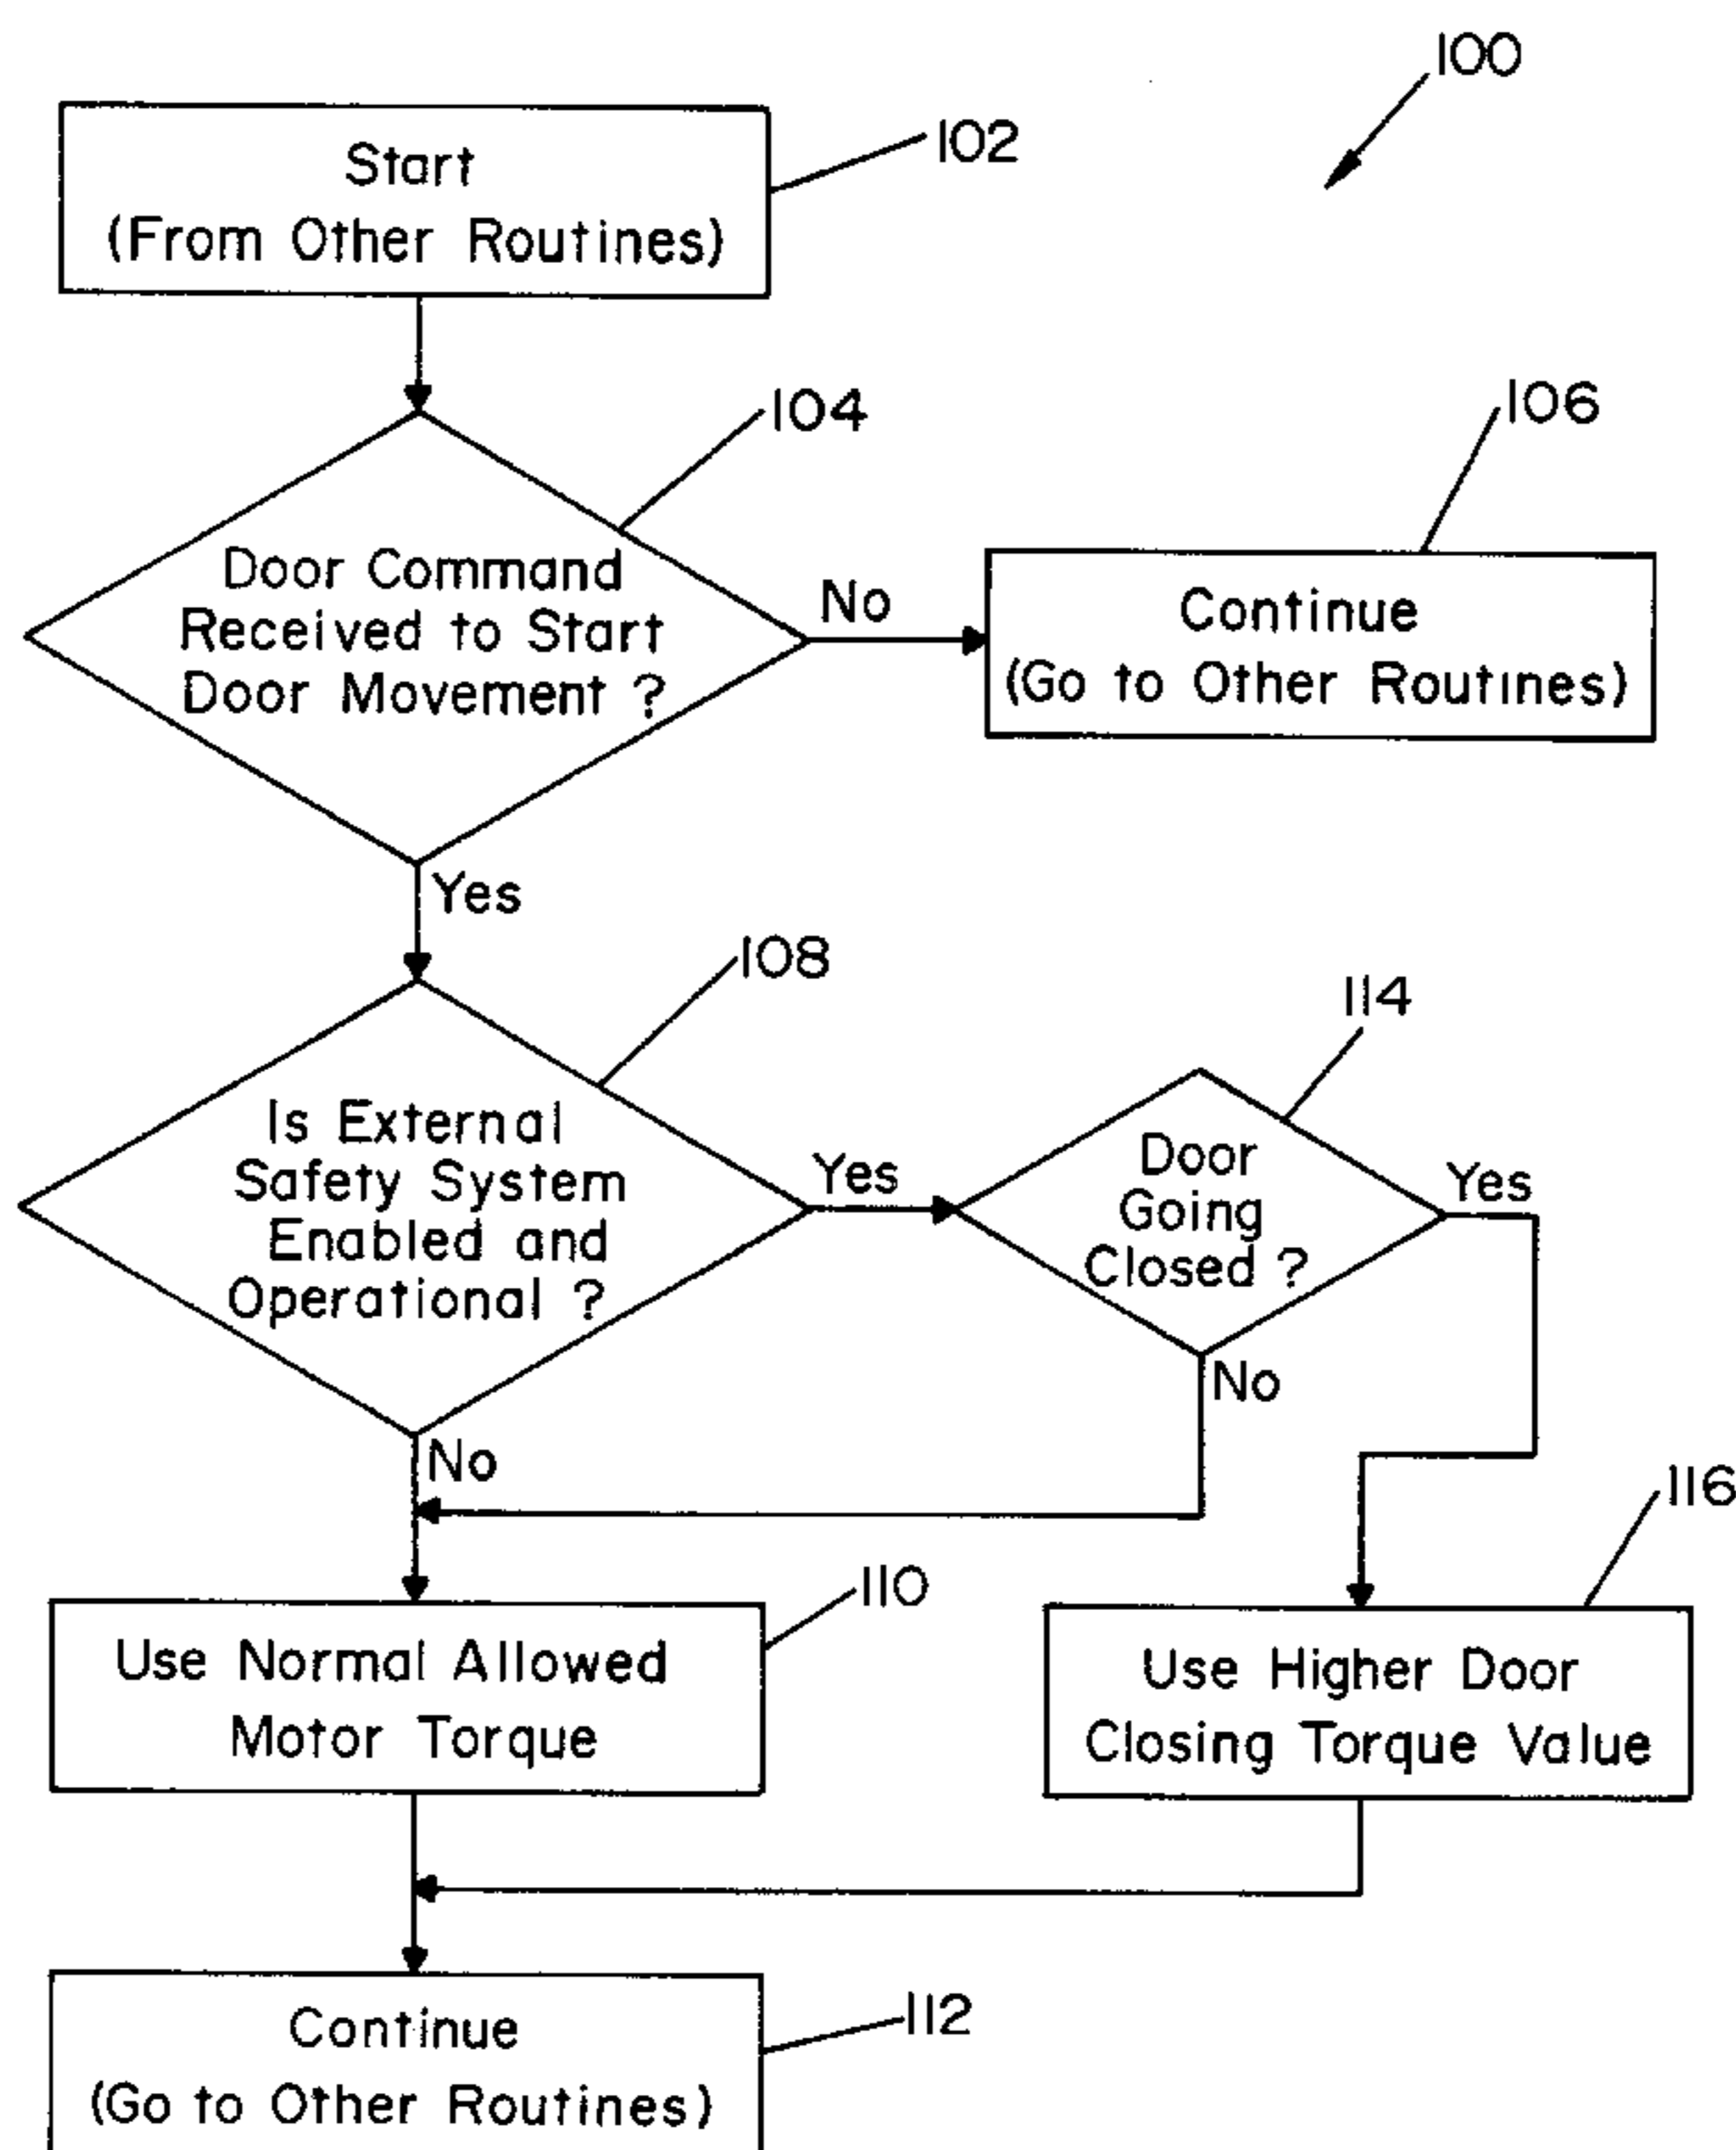 100
Start
(From Other Routines)
102
Door Command
Received to Start
Door Movement ?
104
No
Continue
(Go to Other Routines)
106
Yes
Is External
Safety System
Enabled and
Operational ?
108
Yes
Door
Going
Closed ?
114
Yes
No
No
Use Normal Allowed
Motor Torque
110
Use Higher Door
Closing Torque Value
116
Continue
(Go to Other Routines)
112